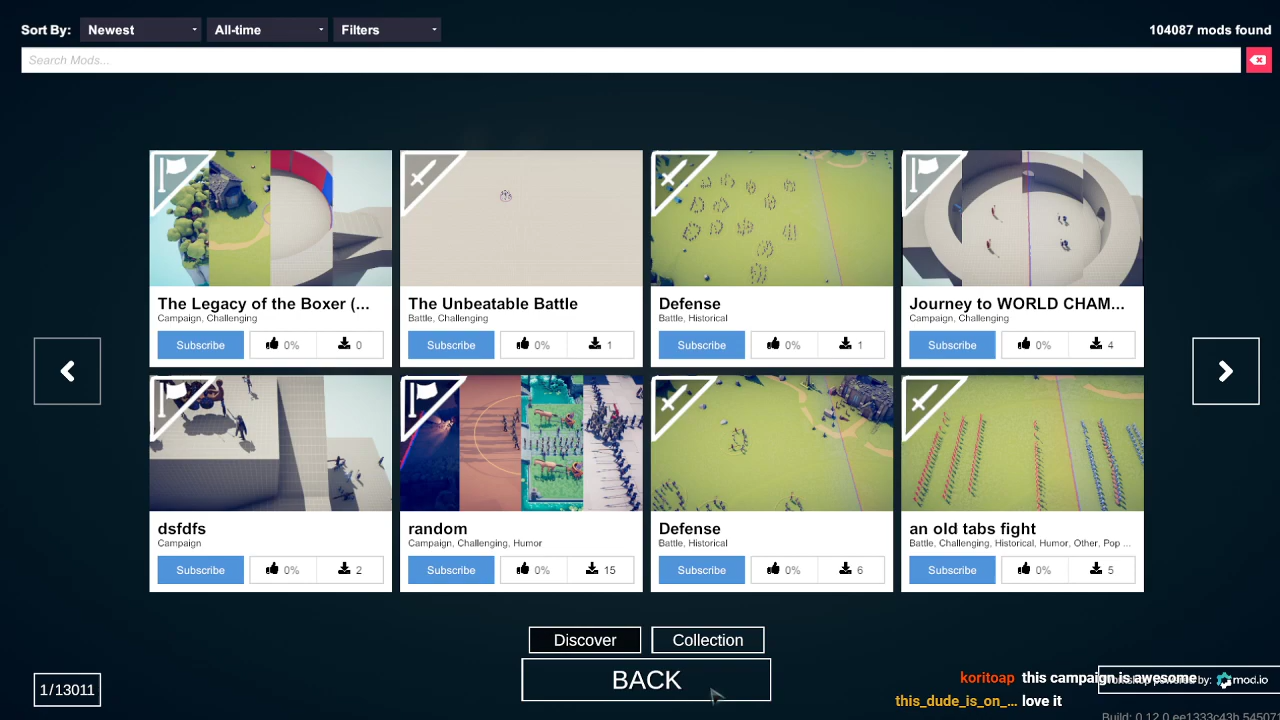 Sort By: Newest All-time Filters 104087 mods found
Search Mods...
The Legacy of the Boxer (...
Campaign, Challenging
Subscribe 0% 0
The Unbeatable Battle
Battle, Challenging
Subscribe 0% 1
Defense
Battle, Historical
Subscribe 0% 1
Journey to WORLD CHAM...
Campaign, Challenging
Subscribe 0% 4
dsfdfs
Campaign
Subscribe 0% 2
random
Campaign, Challenging, Humor
Subscribe 0% 15
Defense
Battle, Historical
Subscribe 0% 6
an old tabs fight
Battle, Challenging, Historical, Humor, Other, Pop ...
Subscribe 0% 5
Discover Collection
BACK
1/13011
koritoap this campaign is awesome
powered by: mod.io
this_dude_is_on_... love it